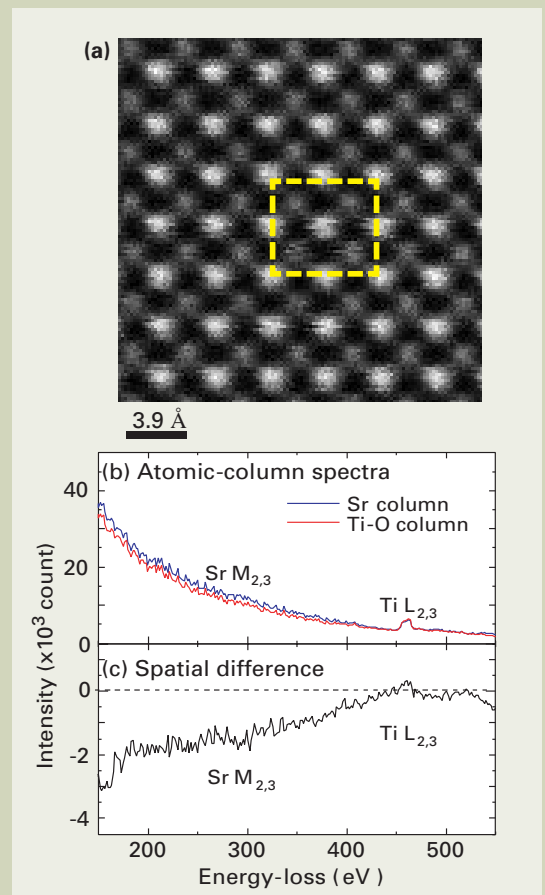 (a)
3.9 Å
(b) Atomic-column spectra
Sr column
Ti-O column
Sr M2,3
Ti L2,3
40
20
0
(c) Spatial difference
0
-2
-4
Ti L2,3
Sr M2,3
Intensity (x10³ count)
200 300 400 500
Energy-loss (eV)